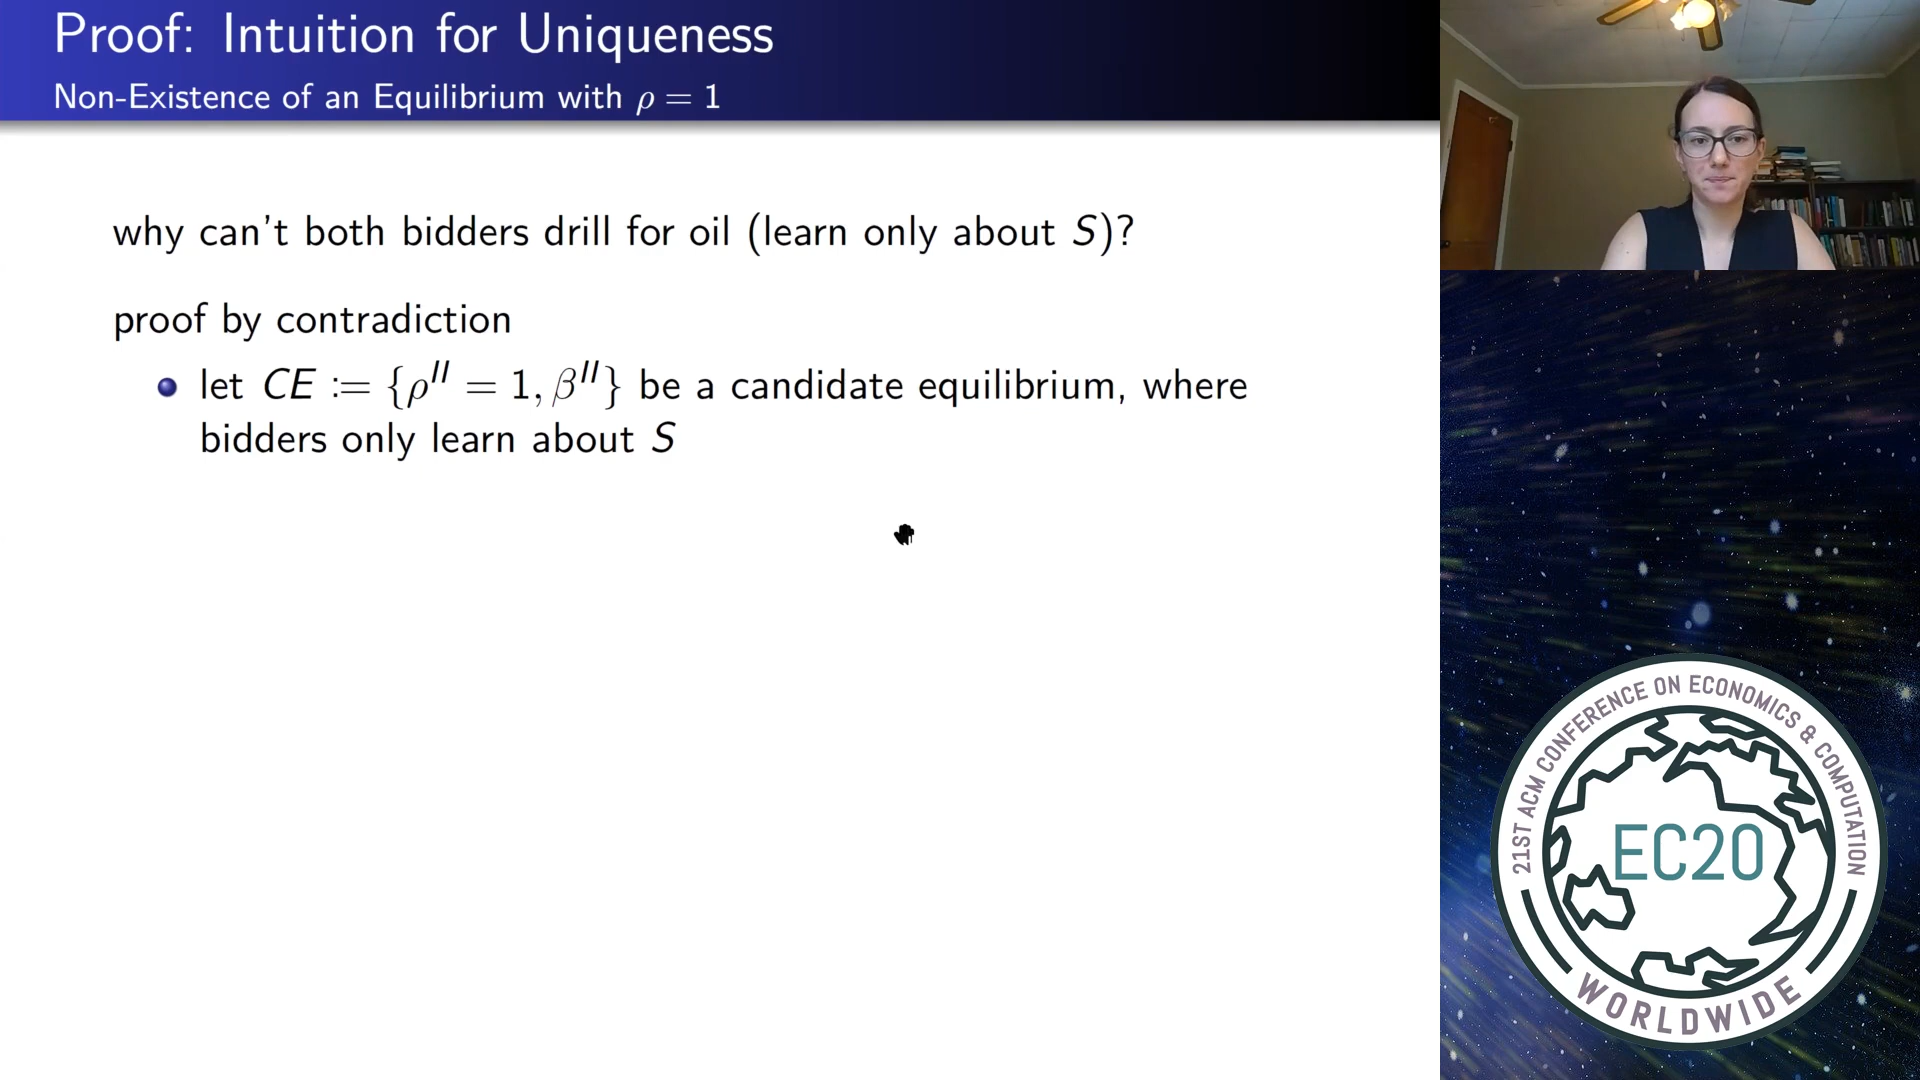 Proof: Intuition for Uniqueness
Non-Existence of an Equilibrium with ρ = 1
why can't both bidders drill for oil (learn only about S)?
proof by contradiction
let CE := {ρᴵᴵ = 1, βᴵᴵ} be a candidate equilibrium, where
bidders only learn about S
21ST ACM CONFERENCE ON ECONOMICS & COMPUTATION
EC20
WORLDWIDE